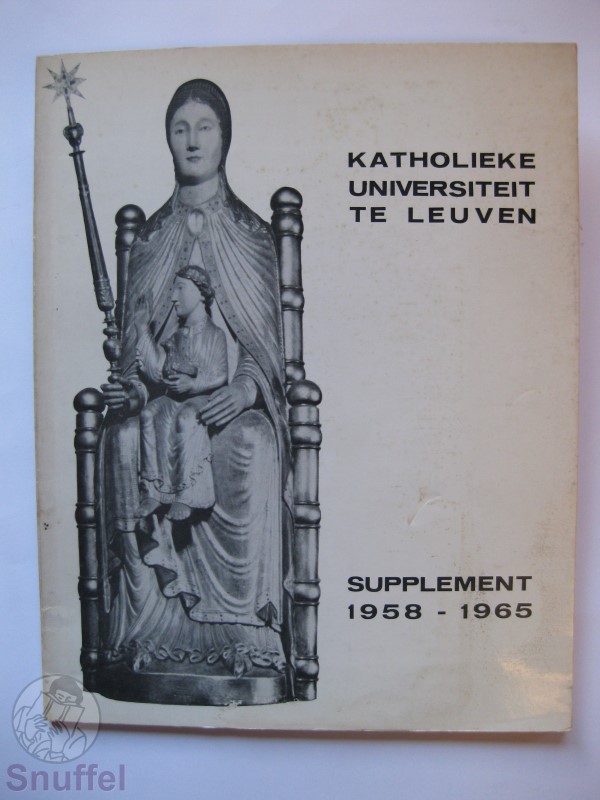 KATHOLIEKE
UNIVERSITEIT
TE LEUVEN
SUPPLEMENT
1958 - 1965
Snuffel